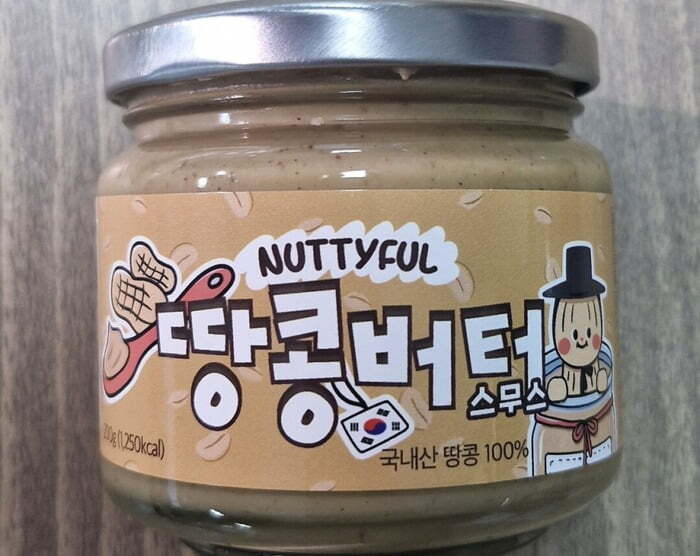 NUTTYFUL
땅콩버터
스무스
200g (1,250kcal)
국내산 땅콩 100%